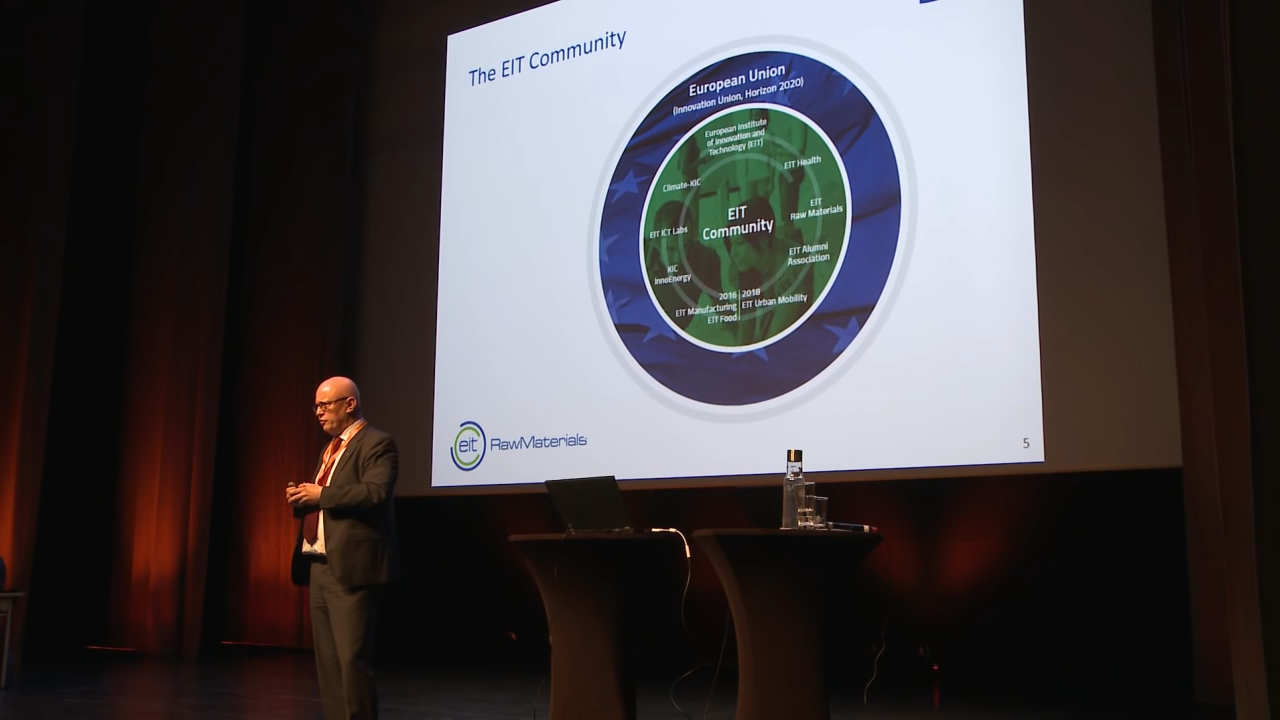 The EIT Community
European Union
(Innovation Union, Horizon 2020)
European Institute
of Innovation and
Technology (EIT)
EIT Health
Climate-KIC
EIT
Raw Materials
EIT
Community
EIT ICT Labs
EIT Alumni
Association
KIC
InnoEnergy
2016 | 2018
EIT Manufacturing | EIT Urban Mobility
EIT Food
eit RawMaterials
5